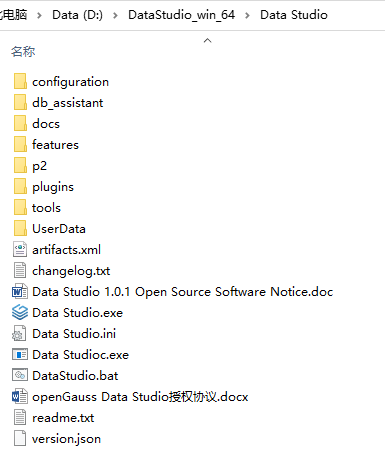 电脑 › Data (D:) › DataStudio_win_64 › Data Studio
名称
configuration
db_assistant
docs
features
p2
plugins
tools
UserData
artifacts.xml
changelog.txt
Data Studio 1.0.1 Open Source Software Notice.doc
Data Studio.exe
Data Studio.ini
Data Studioc.exe
DataStudio.bat
openGauss Data Studio授权协议.docx
readme.txt
version.json